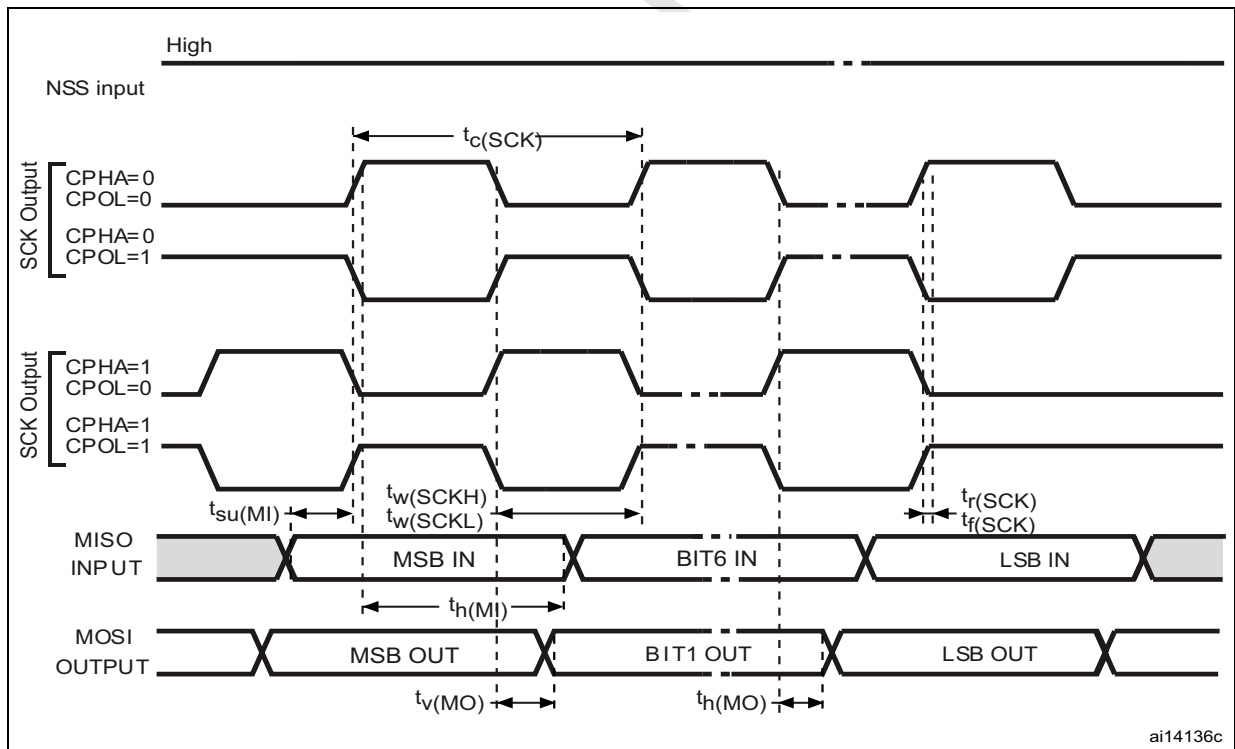 High
NSS input
tc(SCK)
SCK Output
CPHA=0
CPOL=0
CPHA=0
CPOL=1
SCK Output
CPHA=1
CPOL=0
CPHA=1
CPOL=1
tsu(MI)
tw(SCKH)
tw(SCKL)
tr(SCK)
tf(SCK)
MISO
INPUT
MSB IN
BIT6 IN
LSB IN
th(MI)
MOSI
OUTPUT
MSB OUT
BIT1 OUT
LSB OUT
tv(MO)
th(MO)
ai14136c